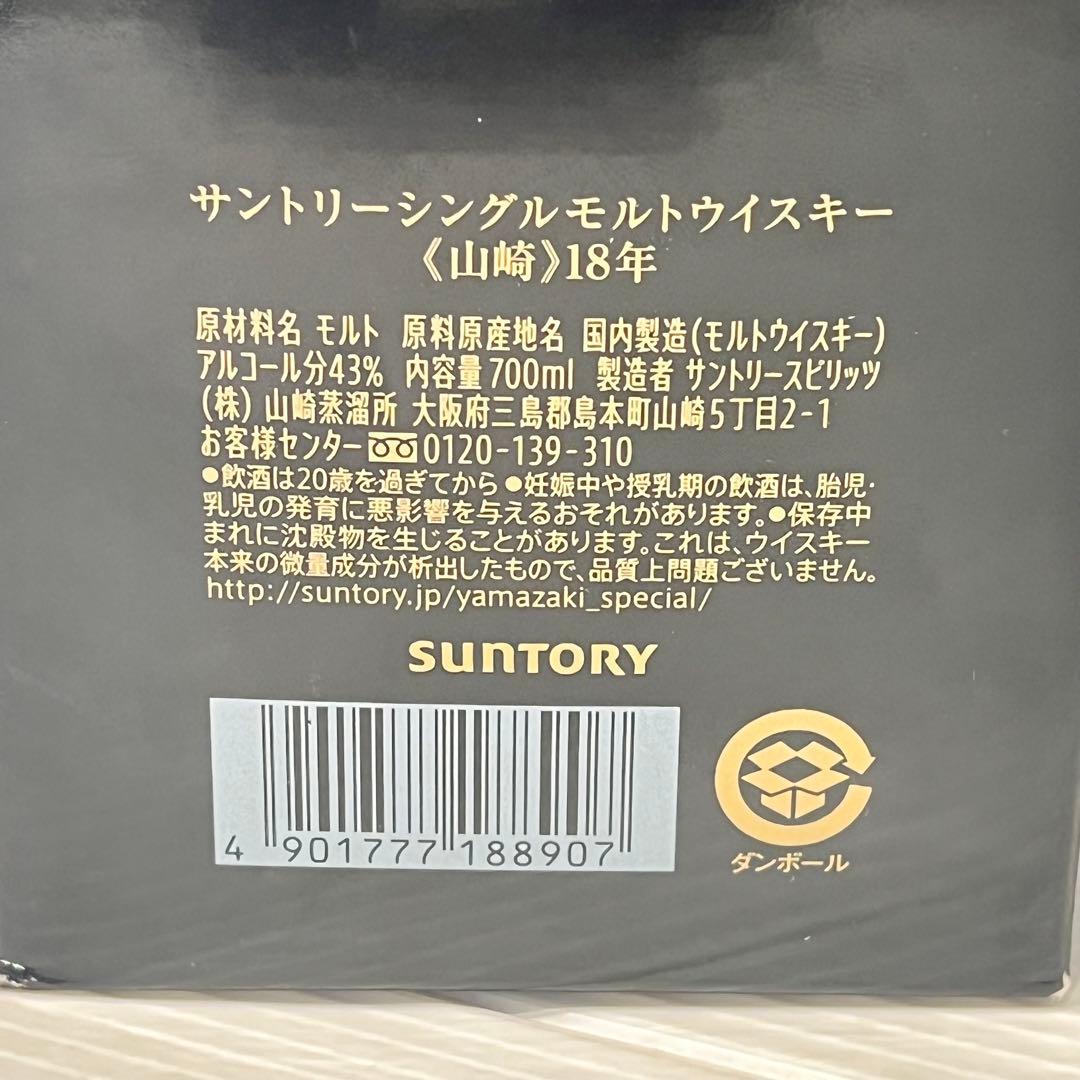 サントリーシングルモルトウイスキー
《山崎》18年
原材料名 モルト 原料原産地名 国内製造(モルトウイスキー)
アルコール分43% 内容量700ml 製造者 サントリースピリッツ
(株) 山崎蒸溜所 大阪府三島郡島本町山崎5丁目2-1
お客様センター 0120-139-310
●飲酒は20歳を過ぎてから ●妊娠中や授乳期の飲酒は、胎児・
乳児の発育に悪影響を与えるおそれがあります。●保存中
まれに沈殿物を生じることがあります。これは、ウイスキー
本来の微量成分が析出したもので、品質上問題ございません。
http://suntory.jp/yamazaki_special/
SUNTORY
4 901777 188907
ダンボール